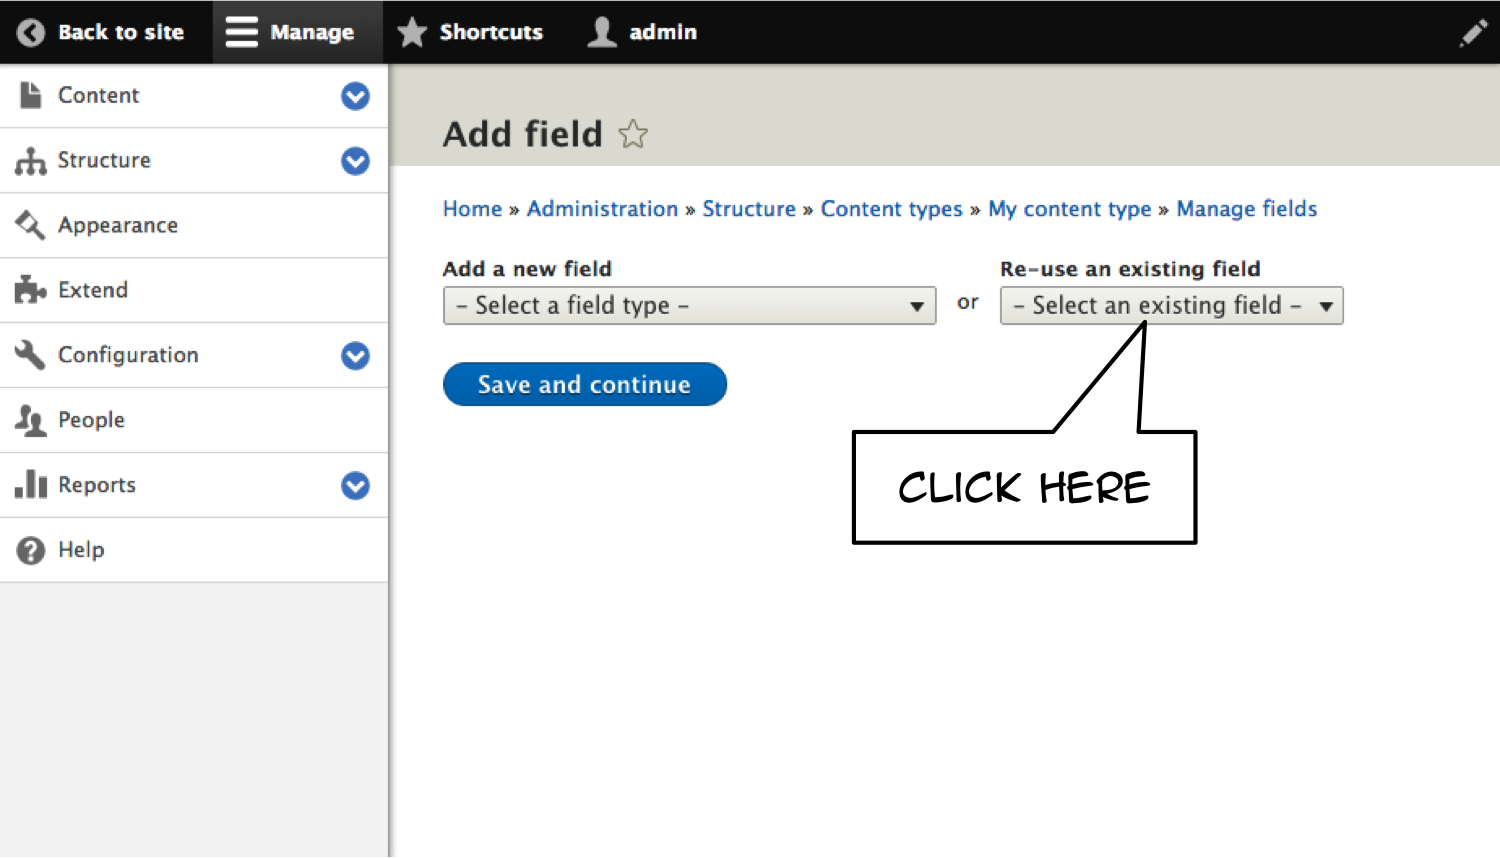 Back to site
Manage
Shortcuts
admin
Content
Structure
Appearance
Extend
Configuration
People
Reports
Help
Add field
Home » Administration » Structure » Content types » My content type » Manage fields
Add a new field
- Select a field type -
or
Re-use an existing field
- Select an existing field -
Save and continue
CLICK HERE